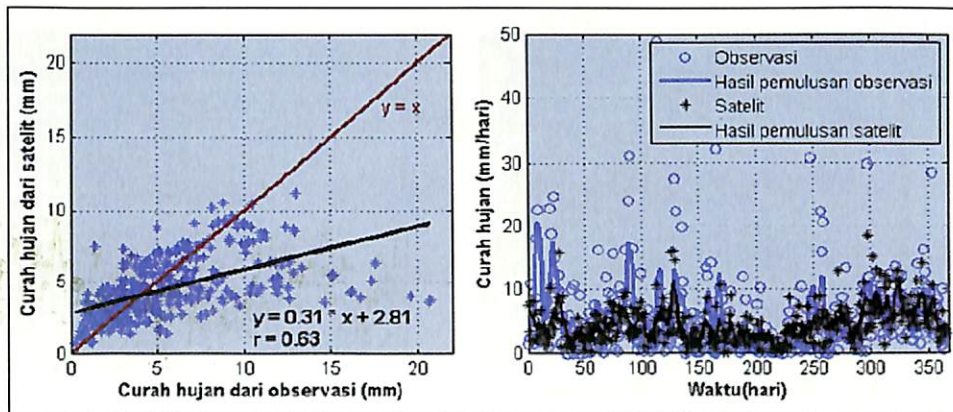 Curah hujan dari satelit (mm)
20
15
10
5
0
y = x
y = 0.31 * x + 2.81
r = 0.63
0 5 10 15 20
Curah hujan dari observasi (mm)
Curah hujan (mm/hari)
50
40
30
20
10
0
Observasi
Hasil pemulusan observasi
Satelit
Hasil pemulusan satelit
0 50 100 150 200 250 300 350
Waktu(hari)